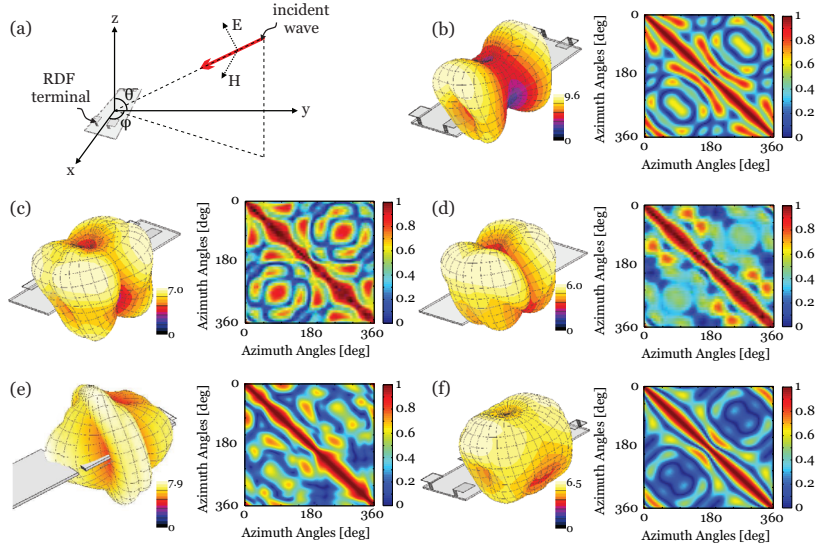 (a)
z
E
incident
wave
RDF
terminal
θ
H
y
φ
x
(b)
9.6
0
0
180
360
0
180
360
Azimuth Angles [deg]
Azimuth Angles [deg]
1
0.8
0.6
0.4
0.2
0
(c)
7.0
0
0
180
360
0
180
360
Azimuth Angles [deg]
Azimuth Angles [deg]
1
0.8
0.6
0.4
0.2
0
(d)
6.0
0
0
180
360
0
180
360
Azimuth Angles [deg]
Azimuth Angles [deg]
1
0.8
0.6
0.4
0.2
0
(e)
7.9
0
0
180
360
0
180
360
Azimuth Angles [deg]
Azimuth Angles [deg]
1
0.8
0.6
0.4
0.2
0
(f)
6.5
0
0
180
360
0
180
360
Azimuth Angles [deg]
Azimuth Angles [deg]
1
0.8
0.6
0.4
0.2
0